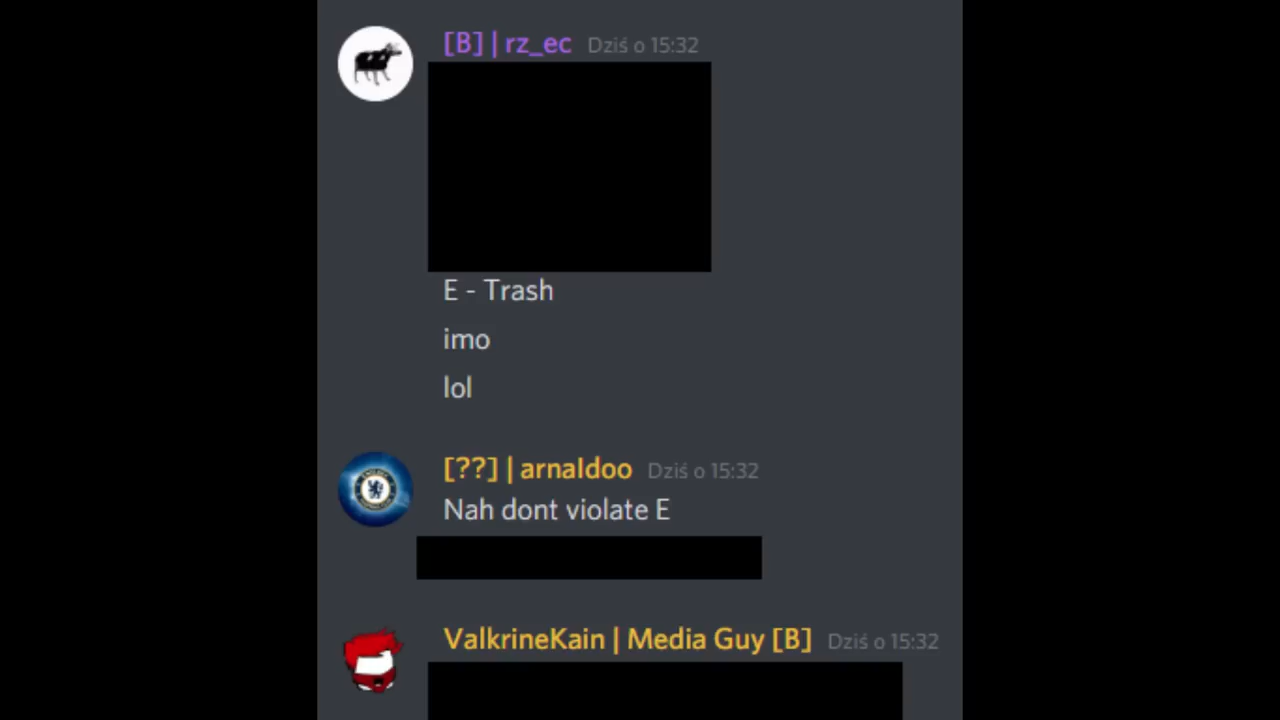 [B] | rz_ec Dziś o 15:32
E - Trash
imo
lol
[??] | arnaldoo Dziś o 15:32
Nah dont violate E
ValkrineKain | Media Guy [B] Dziś o 15:32